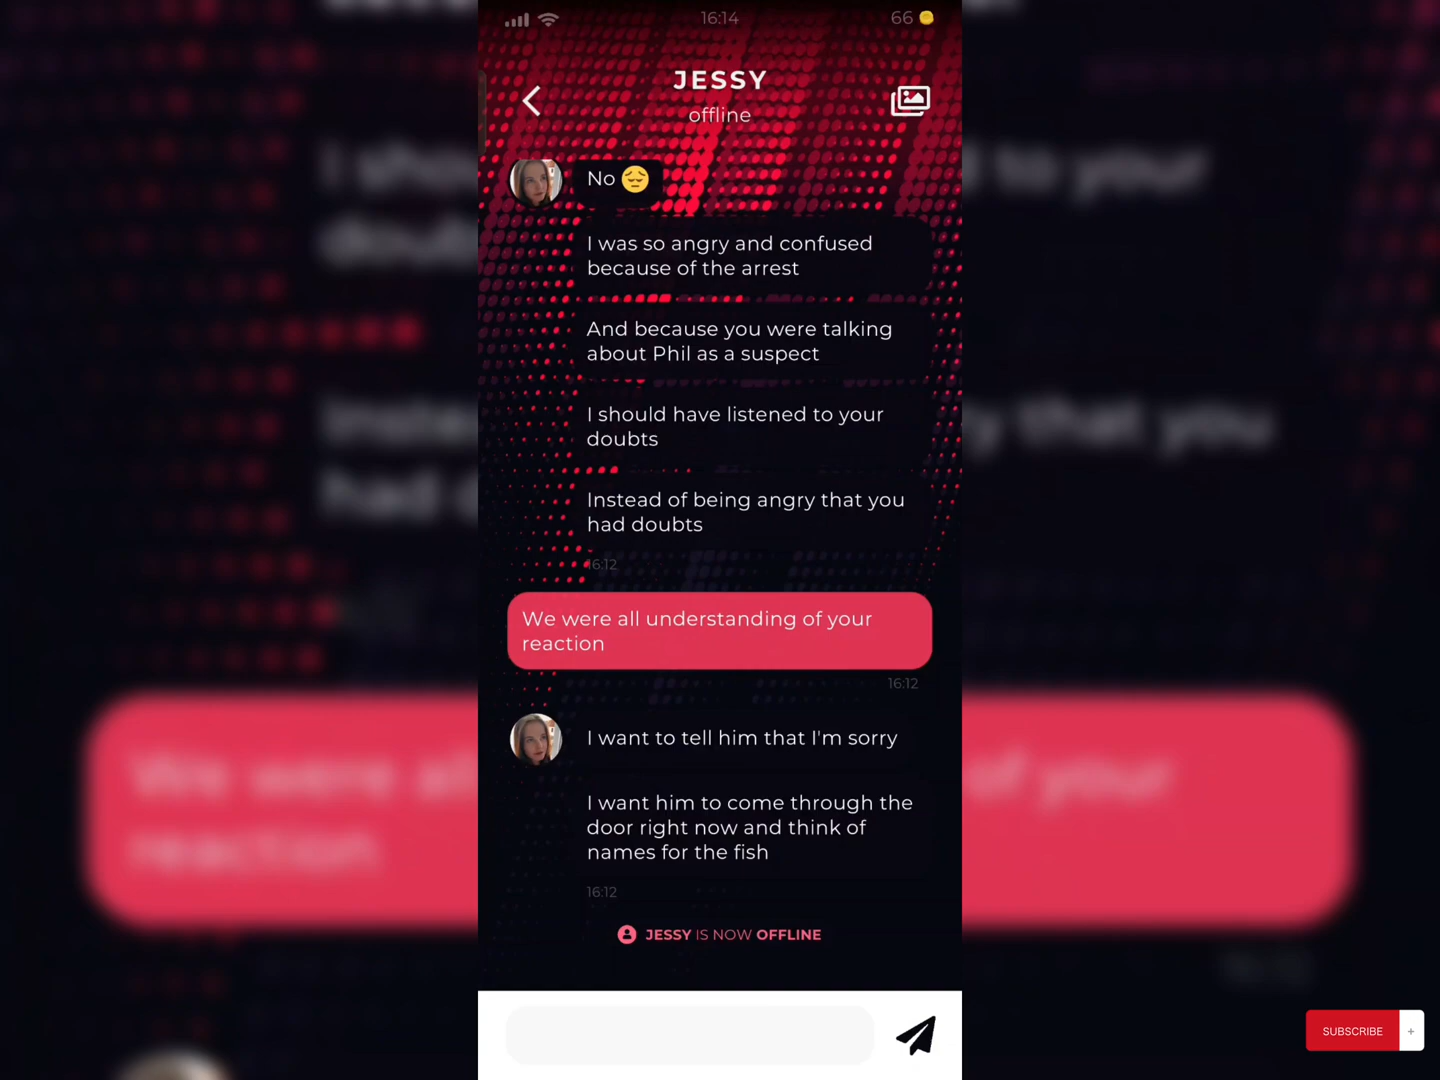 16:14
66
JESSY
offline
No
I was so angry and confused
because of the arrest
And because you were talking
about Phil as a suspect
I should have listened to your
doubts
Instead of being angry that you
had doubts
16:12
We were all understanding of your
reaction
16:12
I want to tell him that I'm sorry
I want him to come through the
door right now and think of
names for the fish
16:12
JESSY IS NOW OFFLINE
SUBSCRIBE +